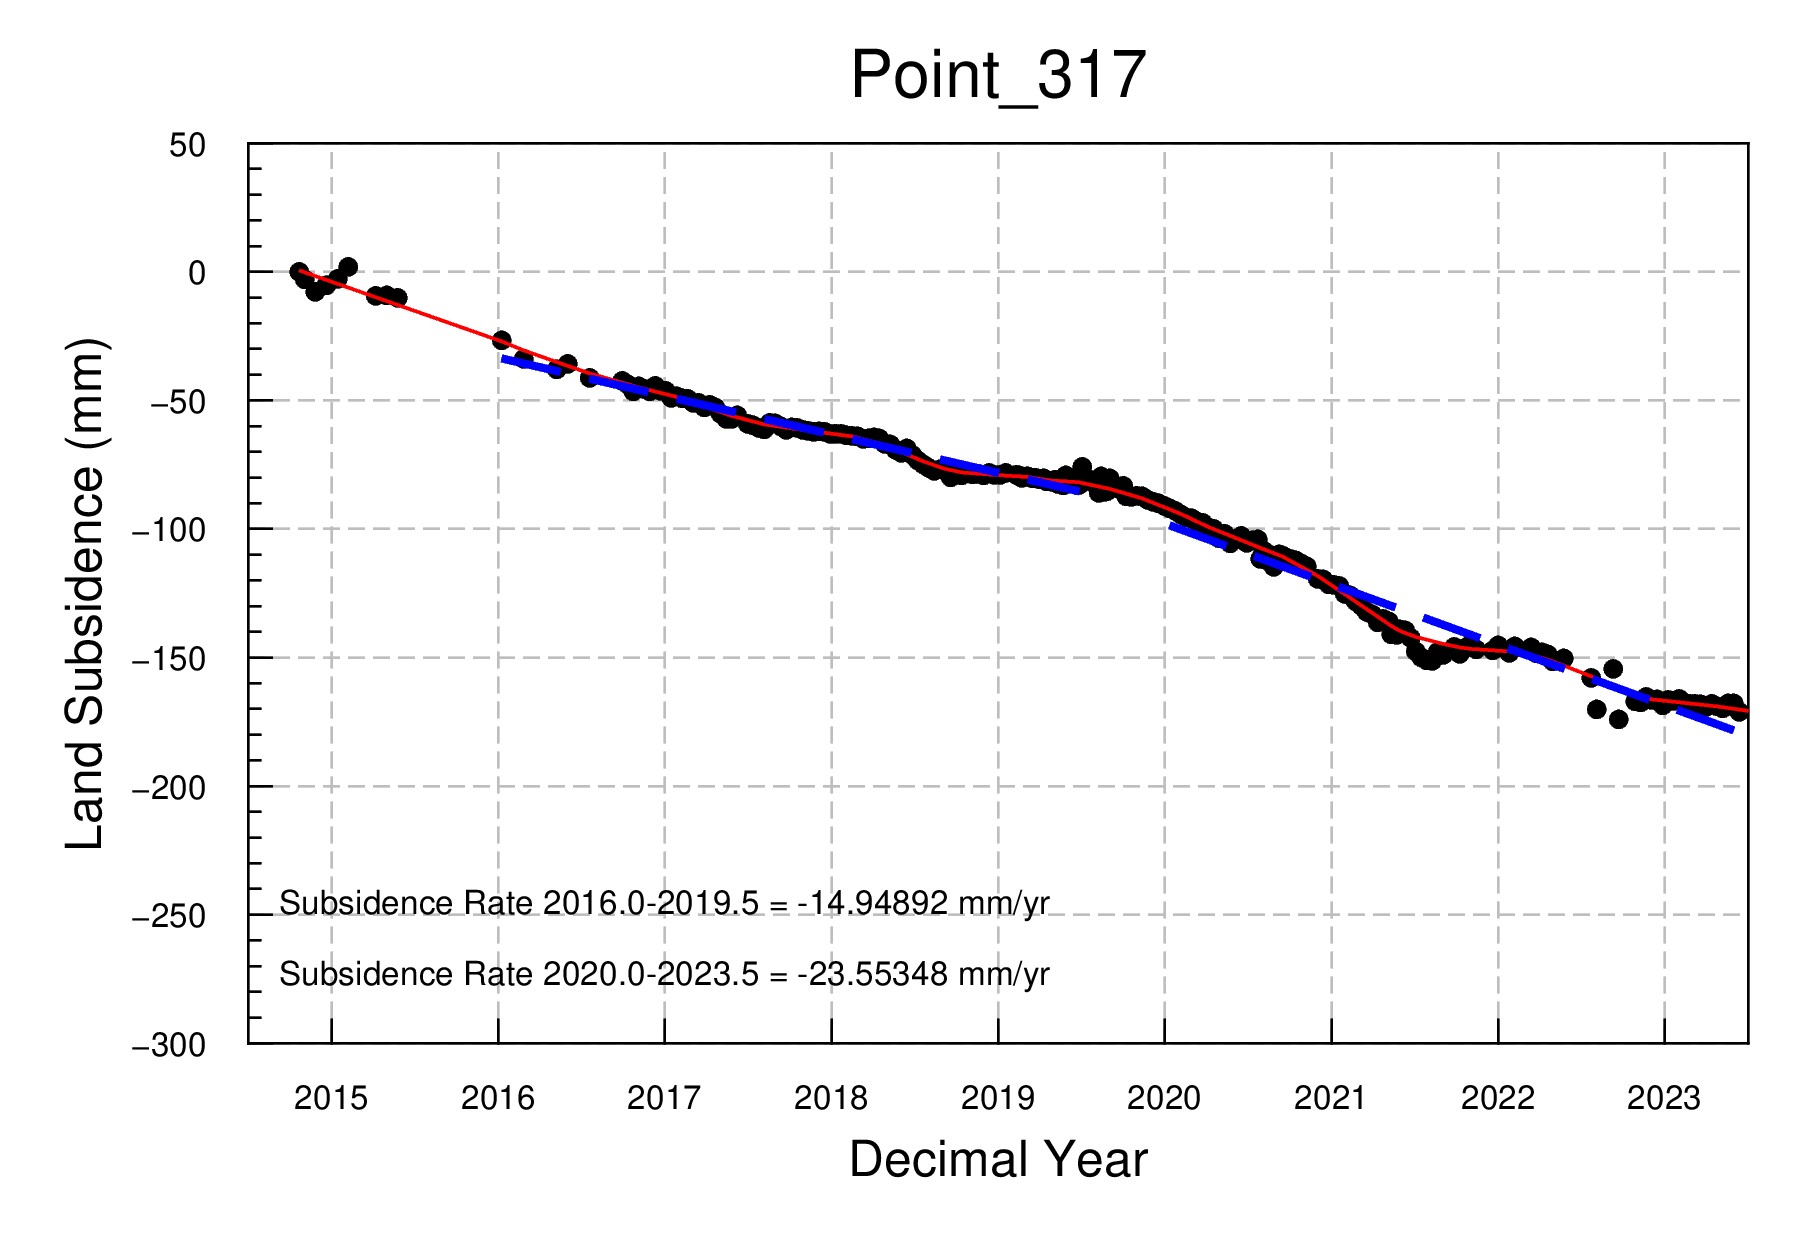 Point_317
50
0
−50
−100
−150
−200
−250
−300
Land Subsidence (mm)
Subsidence Rate 2016.0-2019.5 = -14.94892 mm/yr
Subsidence Rate 2020.0-2023.5 = -23.55348 mm/yr
2015 2016 2017 2018 2019 2020 2021 2022 2023
Decimal Year